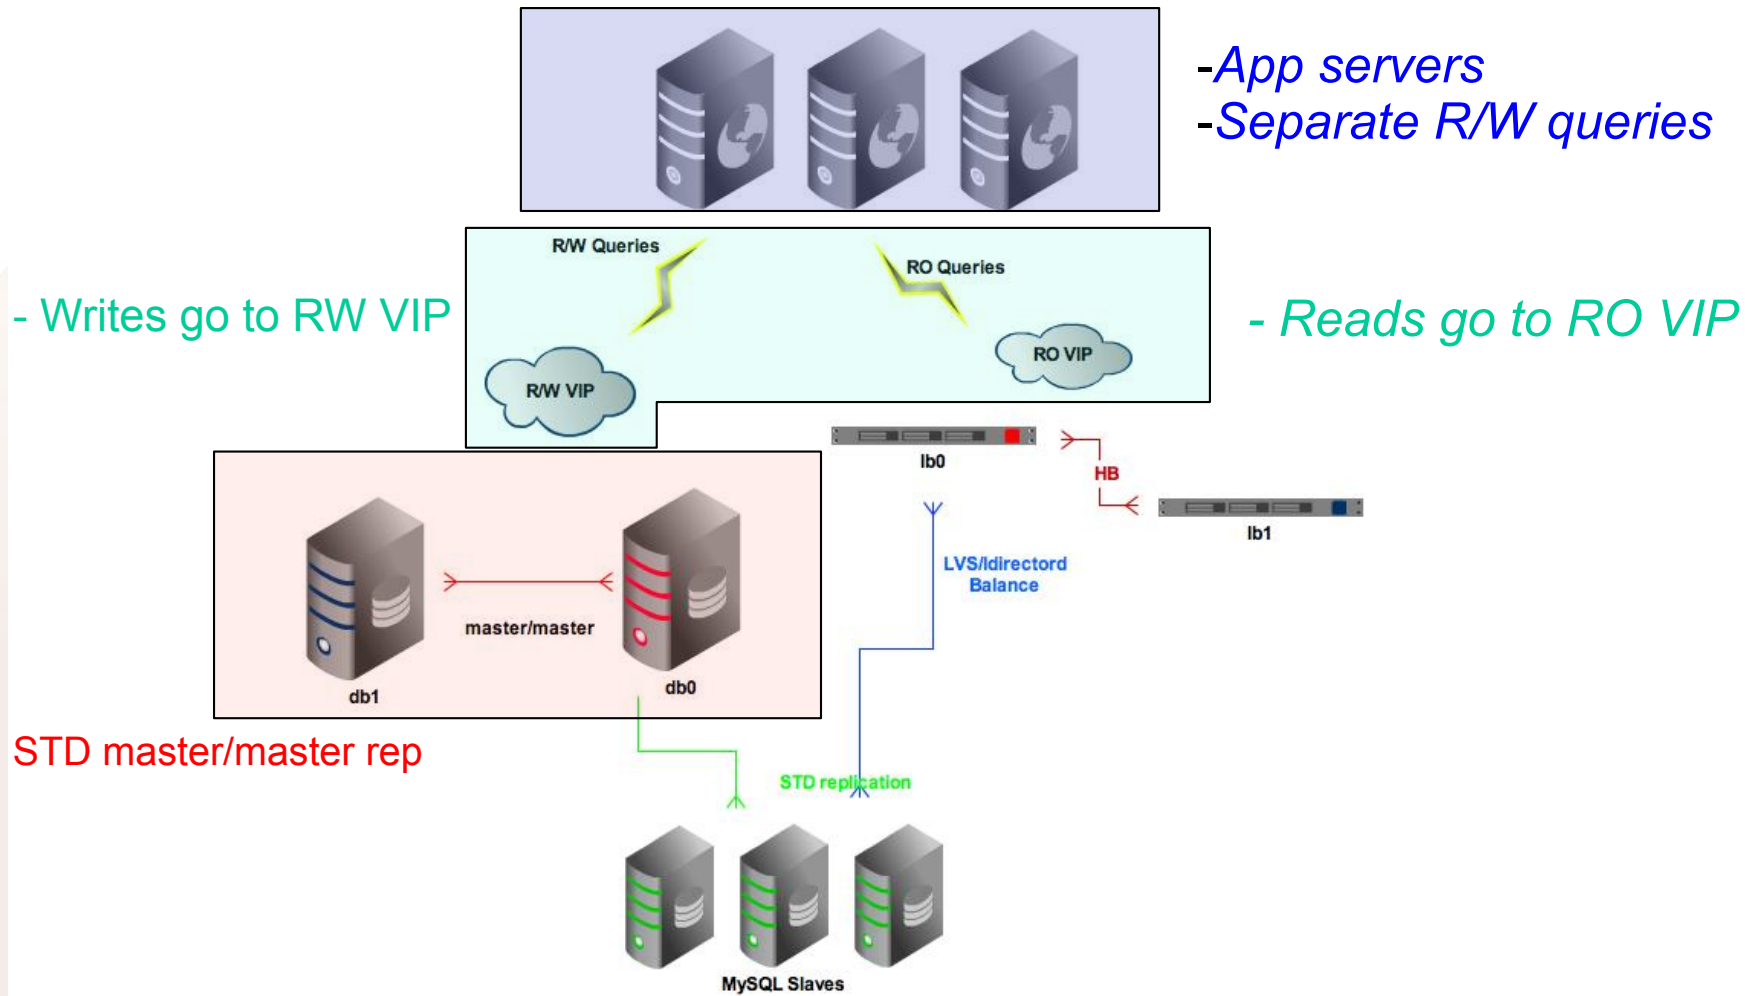 -App servers
-Separate R/W queries
R/W Queries
RO Queries
- Writes go to RW VIP
- Reads go to RO VIP
RO VIP
R/W VIP
lb0
HB
lb1
LVS/ldirectord
Balance
master/master
db1
db0
STD master/master rep
STD replication
MySQL Slaves